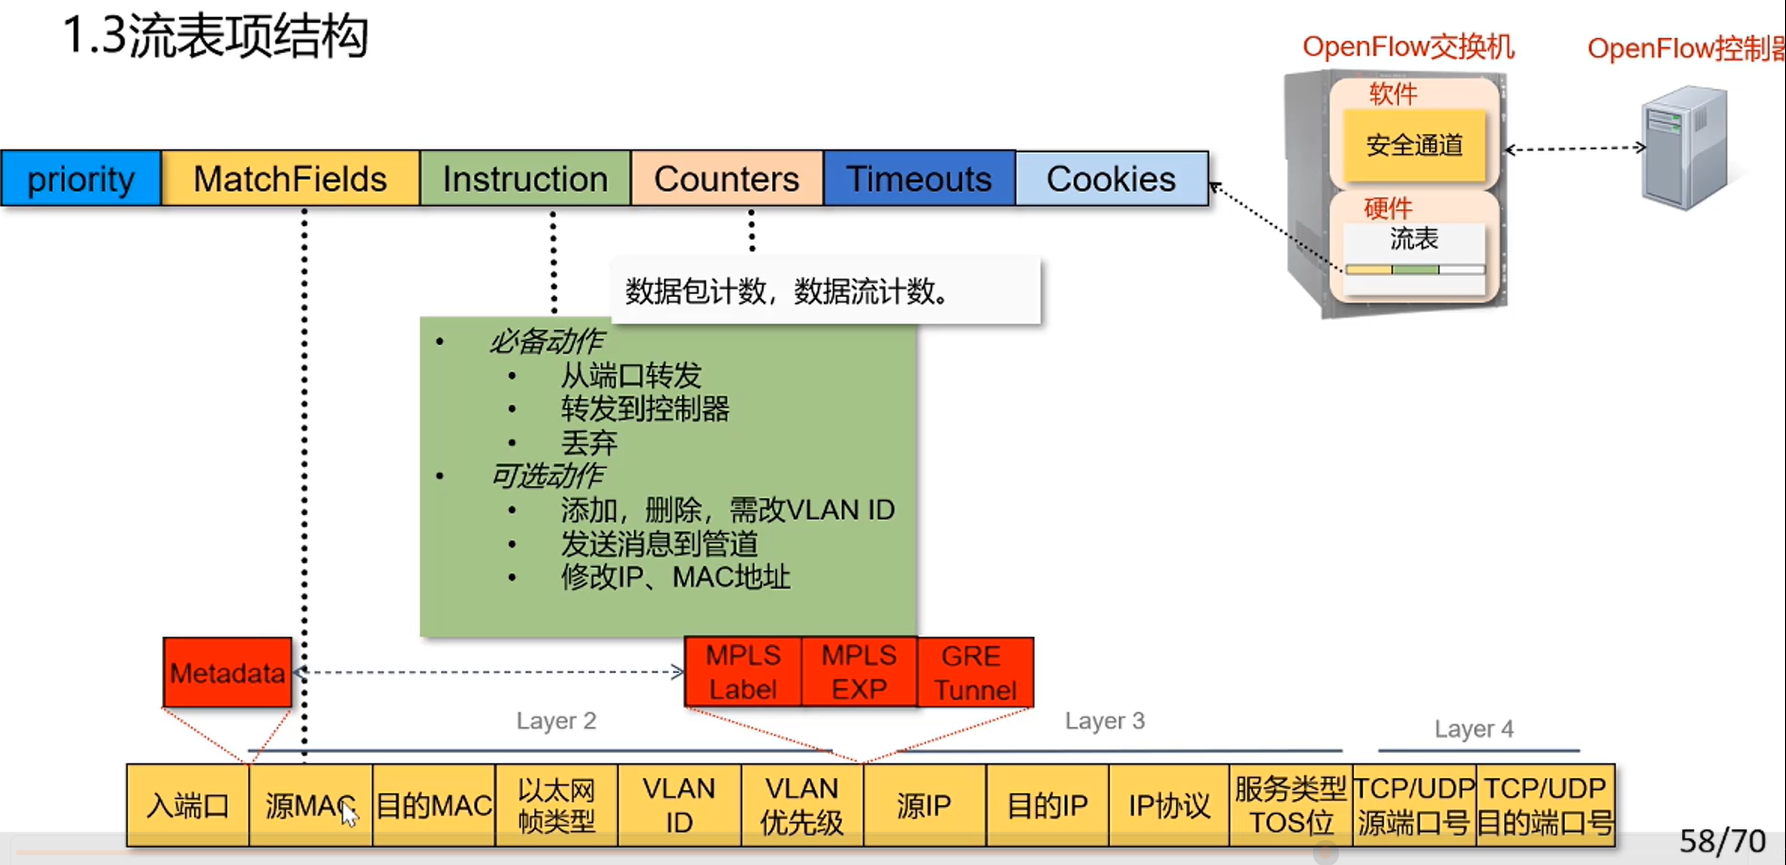 1.3流表项结构
OpenFlow交换机
OpenFlow控制器
软件
安全通道
硬件
流表
priority
MatchFields
Instruction
Counters
Timeouts
Cookies
数据包计数，数据流计数。
• 必备动作
• 从端口转发
• 转发到控制器
• 丢弃
• 可选动作
• 添加，删除，需改VLAN ID
• 发送消息到管道
• 修改IP、MAC地址
Metadata
MPLS
Label
MPLS
EXP
GRE
Tunnel
Layer 2
Layer 3
Layer 4
入端口
源MAC
目的MAC
以太网
帧类型
VLAN
ID
VLAN
优先级
源IP
目的IP
IP协议
服务类型
TOS位
TCP/UDP
源端口号
TCP/UDP
目的端口号
58/70